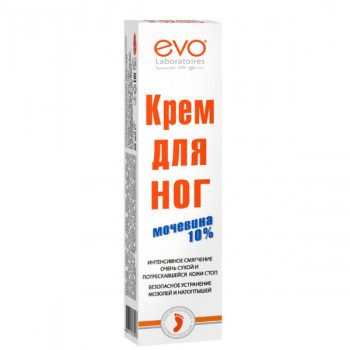 evo®
Laboratoires
Крем
для
ног
мочевина
10%
ИНТЕНСИВНОЕ СМЯГЧЕНИЕ
ОЧЕНЬ СУХОЙ И
ПОТРЕСКАВШЕЙСЯ КОЖИ СТОП
БЕЗОПАСНОЕ УСТРАНЕНИЕ
МОЗОЛЕЙ И НАТОПТЫШЕЙ